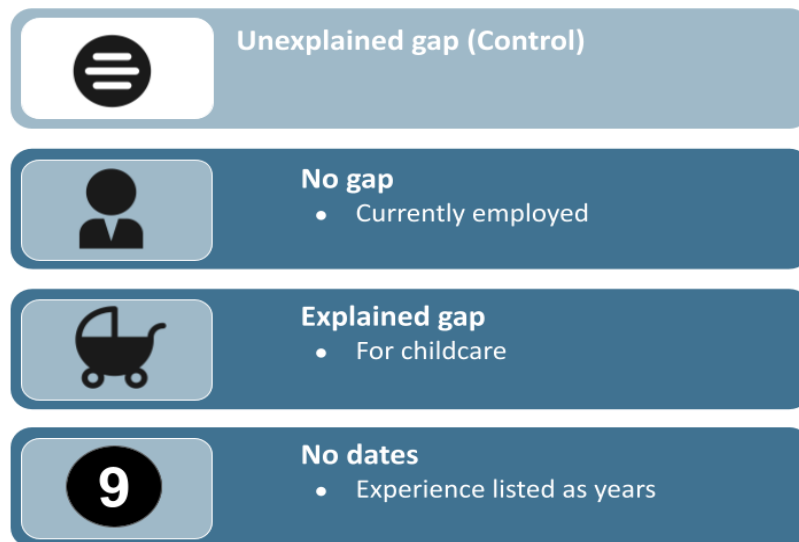 Unexplained gap (Control)
No gap
• Currently employed
Explained gap
• For childcare
9
No dates
• Experience listed as years